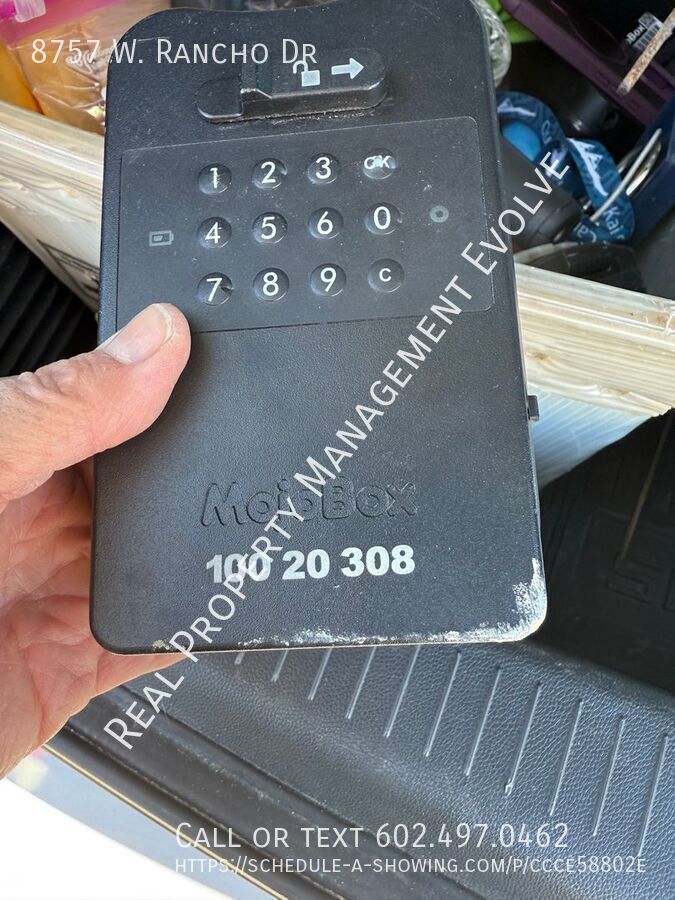 8757 W. Rancho Dr
1 2 3 OK
4 5 6 0
7 8 9 C
MojoBox
100 20 308
Real Property Management Evolve
Call or text 602.497.0462
https://schedule-a-showing.com/p/ccce58802e